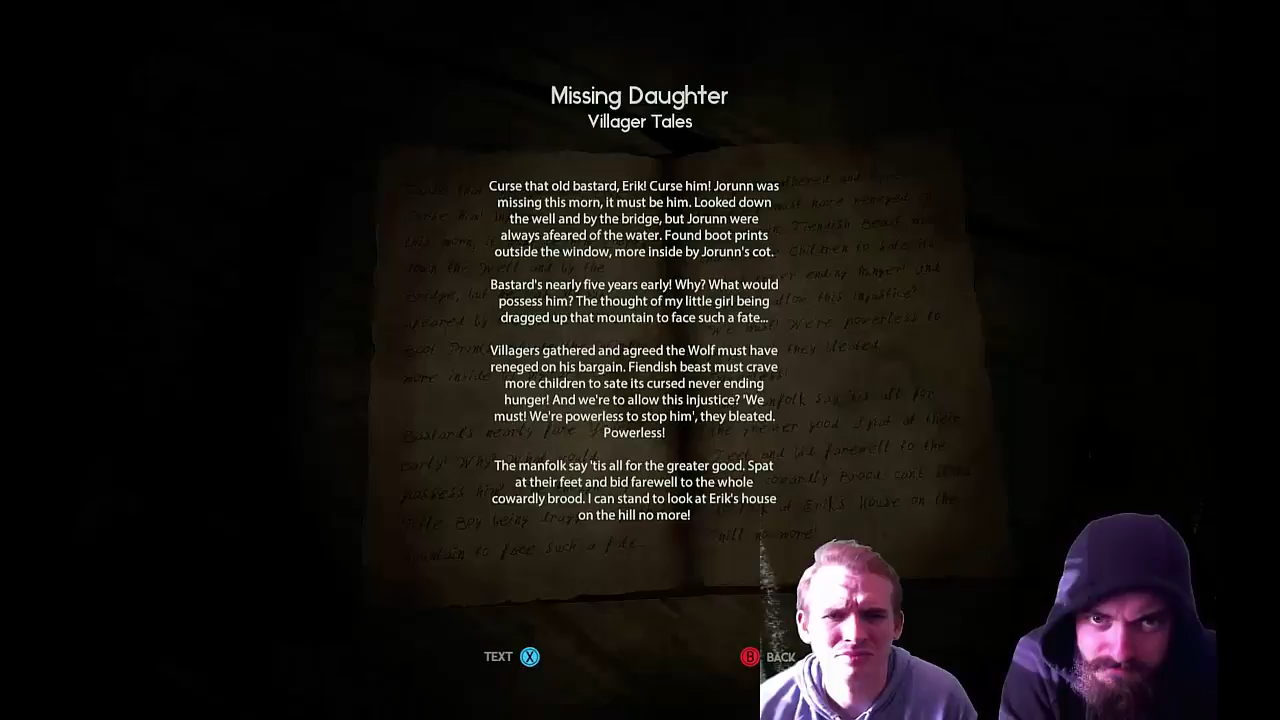 Missing Daughter
Villager Tales
Curse that old bastard, Erik! Curse him! Jorunn was
missing this morn, it must be him. Looked down
the well and by the bridge, but Jorunn were
always afeared of the water. Found boot prints
outside the window, more inside by Jorunn's cot.
Bastard's nearly five years early! Why? What would
possess him? The thought of my little girl being
dragged up that mountain to face such a fate...
Villagers gathered and agreed the Wolf must have
reneged on his bargain. Fiendish beast must crave
more children to sate its cursed never ending
hunger! And we're to allow this injustice? 'We
must! We're powerless to stop him', they bleated.
Powerless!
The manfolk say 'tis all for the greater good. Spat
at their feet and bid farewell to the whole
cowardly brood. I can stand to look at Erik's house
on the hill no more!
TEXT X
B BACK